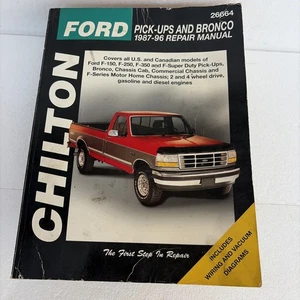 26664
FORD
PICK-UPS AND BRONCO
1987-96 REPAIR MANUAL
Covers all U.S. and Canadian models of
Ford F-150, F-250, F-350 and F-Super Duty Pick-Ups,
Bronco, Chassis Cab, Commercial Chassis and
F-Series Motor Home Chassis; 2 and 4 wheel drive,
gasoline and diesel engines
CHILTON
The First Step In Repair
INCLUDES
WIRING AND VACUUM
DIAGRAMS